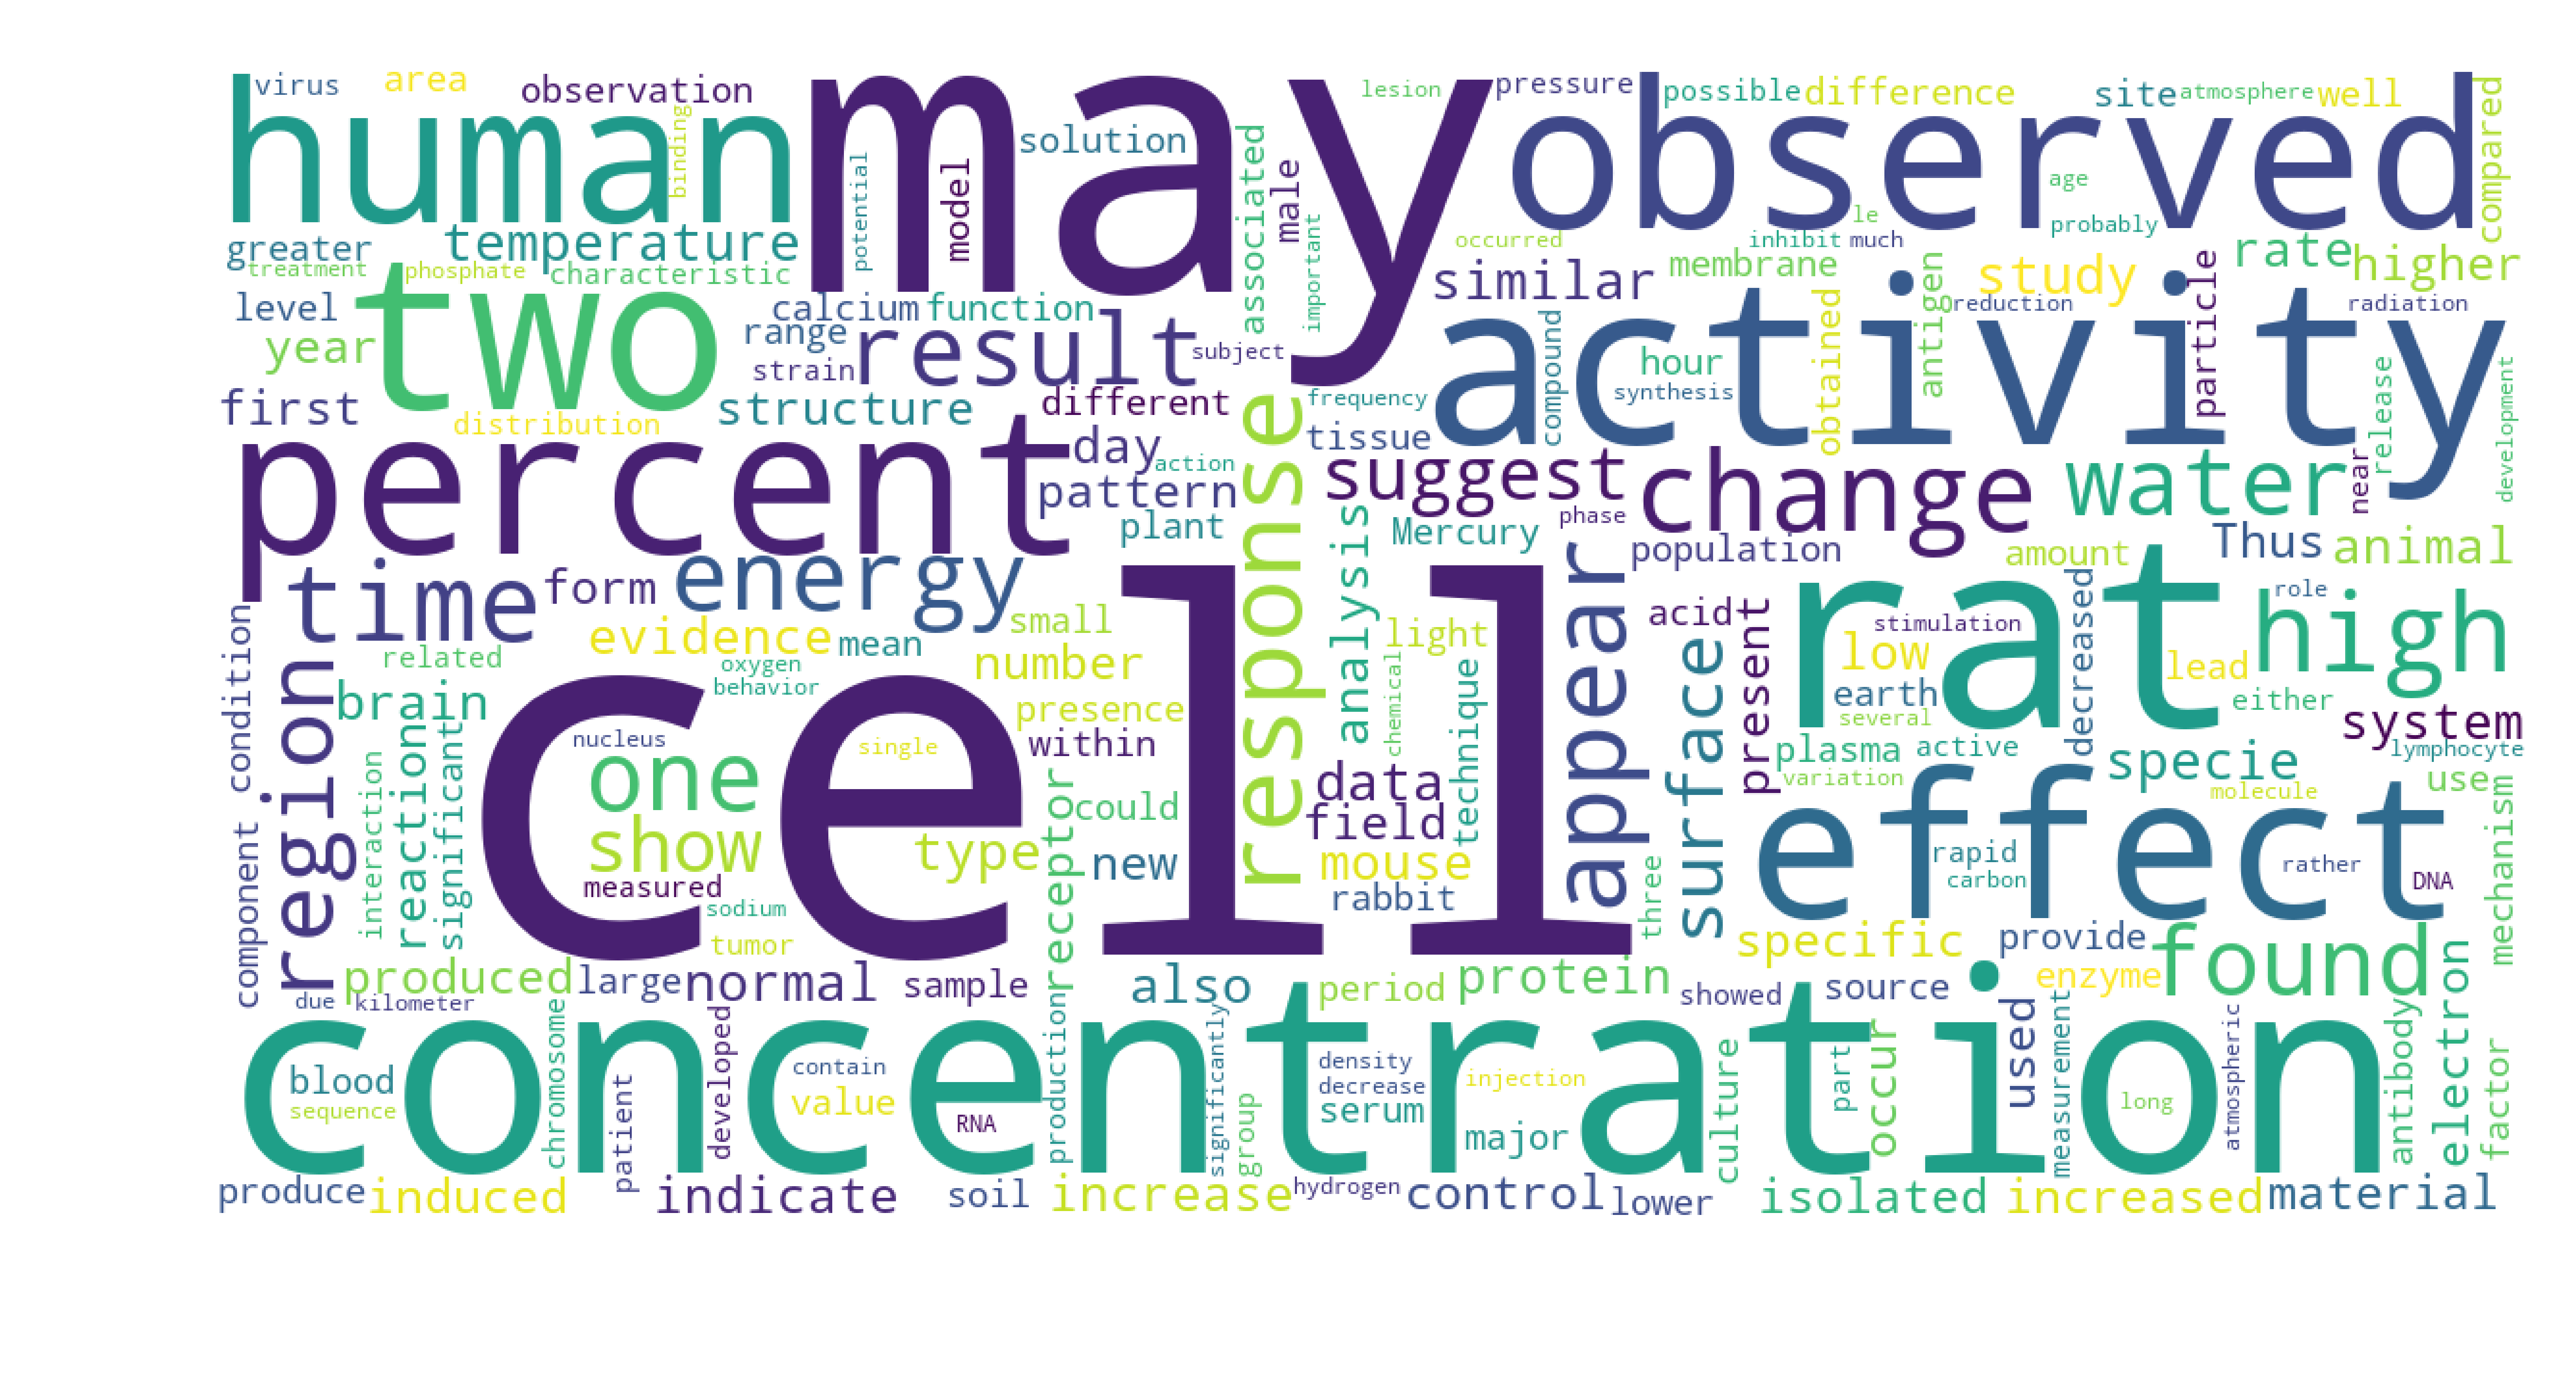 virus
area
observation
human
binding
may
potential
model
solution
associated
male
important
lesion
pressure
possible
difference
site
atmosphere
well
observed
compared
age
le
probably
greater
temperature
treatment
phosphate
characteristic
occurred
inhibit
much
membrane
similar
study
rate
higher
level
two
calcium
function
range
result
subject
strain
year
activity
compound
hour
synthesis
obtained
antigen
reduction
particle
radiation
release
development
first
distribution
structure
different
response
frequency
tissue
percent
day
action
pattern
plant
suggest
analysis
Mercury
phase
change
water
near
population
amount
Thus
animal
time
form
energy
cell
appear
rat
role
high
condition
region
related
evidence
mean
small
number
oxygen
behavior
light
chemical
technique
acid
present
surface
stimulation
low
earth
several
decreased
lead
either
system
brain
reaction
significant
interaction
presence
within
nucleus
single
one
show
type
receptor
could
new
data
field
mouse
rabbit
three
plasma
active
variation
specie
lymphocyte
molecule
use
effect
rapid
carbon
rather
DNA
mechanism
component
measured
sodium
tumor
produced
large
normal
sample
also
period
protein
showed
specific
source
provide
enzyme
found
electron
due
kilometer
concentration
blood
sequence
chromosome
patient
developed
contain
value
RNA
production
significantly
group
density
decrease
serum
injection
major
culture
part
occur
used
measurement
long
atmospheric
antibody
factor
produce
induced
indicate
soil
increase
hydrogen
control
lower
isolated
increased
material